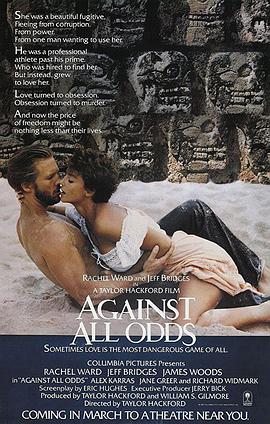 She was a beautiful fugitive.
Fleeing from corruption.
From power.
From one man wanting to use her.
He was a professional
athlete past his prime.
Who was hired to find her.
But instead, grew
to love her.
Love turned to obsession.
Obsession turned to murder.
And now the price
of freedom might be
nothing less than their lives.
RACHEL WARD and JEFF BRIDGES
IN
A TAYLOR HACKFORD FILM
AGAINST
ALL ODDS
SOMETIMES LOVE IS THE MOST DANGEROUS GAME OF ALL.
COLUMBIA PICTURES Presents
RACHEL WARD JEFF BRIDGES JAMES WOODS
in "AGAINST ALL ODDS" ALEX KARRAS JANE GREER and RICHARD WIDMARK
Screenplay by ERIC HUGHES Executive Producer JERRY BICK
Produced by TAYLOR HACKFORD and WILLIAM S. GILMORE
Directed by TAYLOR HACKFORD
COMING IN MARCH TO A THEATRE NEAR YOU.